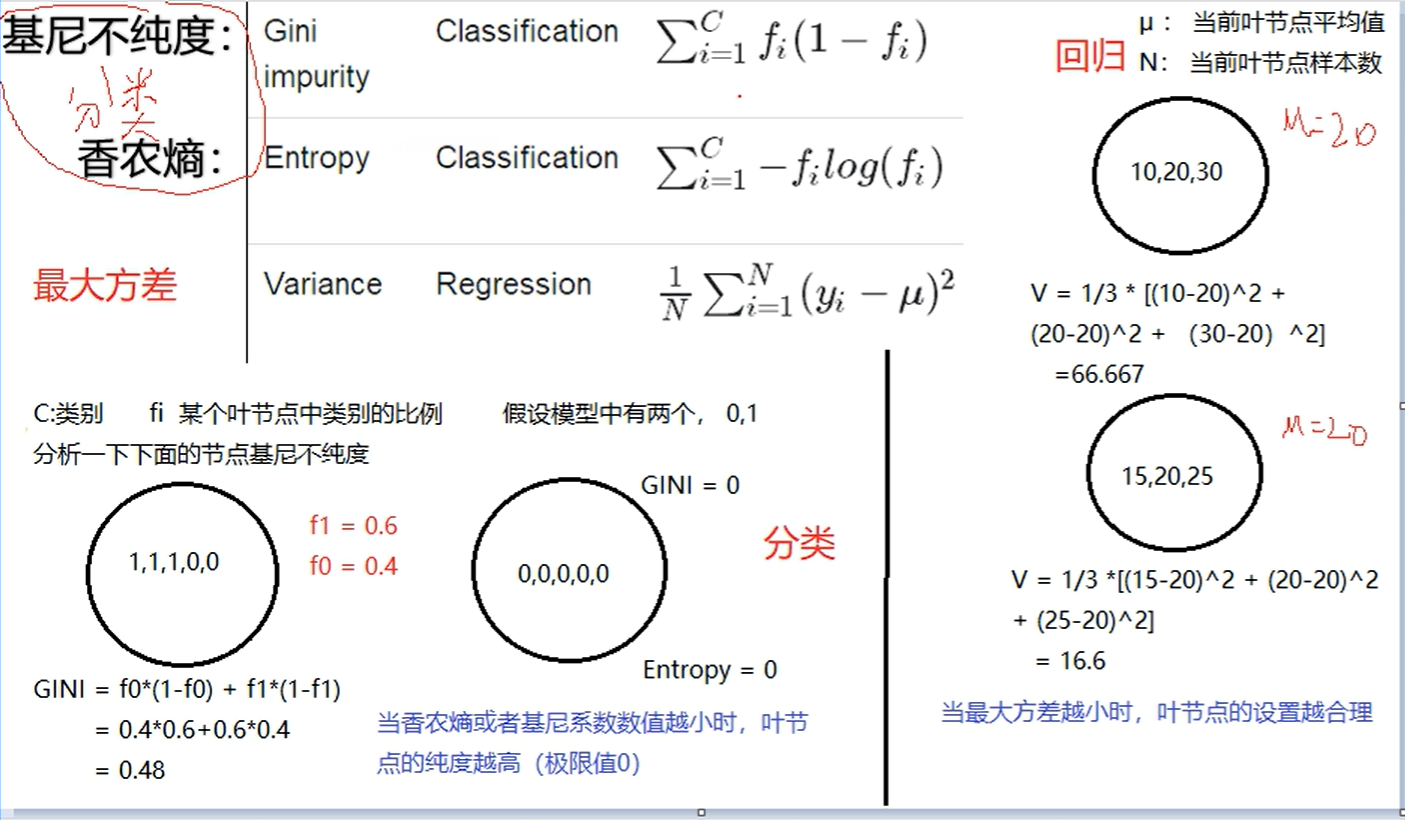 基尼不纯度: Gini impurity Classification $\sum_{i=1}^{C} f_i(1-f_i)$
分类
香农熵: Entropy Classification $\sum_{i=1}^{C} -f_i log(f_i)$
最大方差 Variance Regression $\frac{1}{N}\sum_{i=1}^{N}(y_i-\mu)^2$
C:类别 fi 某个叶节点中类别的比例 假设模型中有两个， 0,1
分析一下下面的节点基尼不纯度
1,1,1,0,0
f1 = 0.6
f0 = 0.4
GINI = f0*(1-f0) + f1*(1-f1)
= 0.4*0.6+0.6*0.4
= 0.48
GINI = 0
0,0,0,0,0
Entropy = 0
分类
当香农熵或者基尼系数数值越小时，叶节
点的纯度越高（极限值0）
回归
μ： 当前叶节点平均值
N： 当前叶节点样本数
10,20,30
M=20
V = 1/3 * [(10-20)^2 +
(20-20)^2 + （30-20）^2]
=66.667
15,20,25
M=20
V = 1/3 *[(15-20)^2 + (20-20)^2
+ (25-20)^2]
= 16.6
当最大方差越小时，叶节点的设置越合理